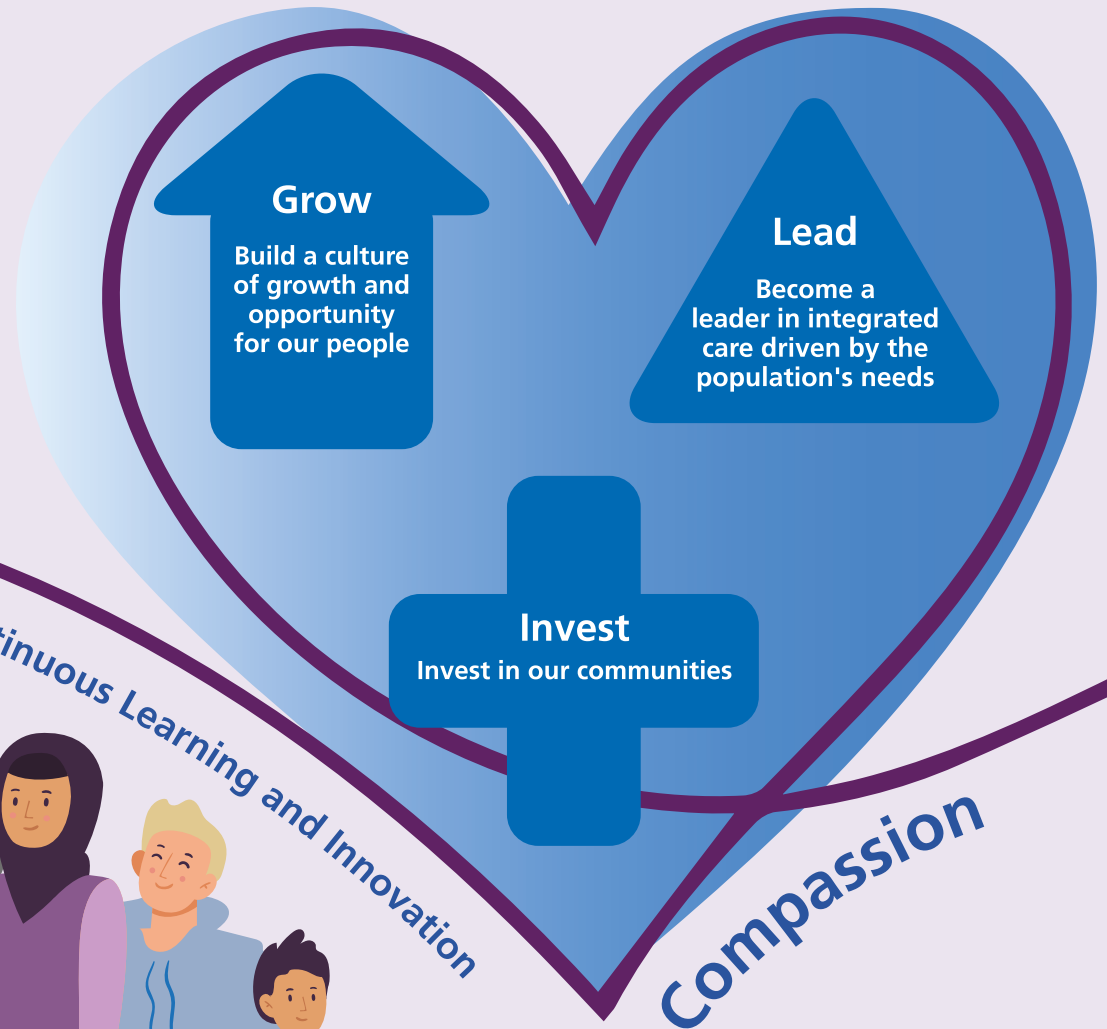 Grow
Build a culture
of growth and
opportunity
for our people
Lead
Become a
leader in integrated
care driven by the
population's needs
Invest
Invest in our communities
tinuous Learning and Innovation
Compassion